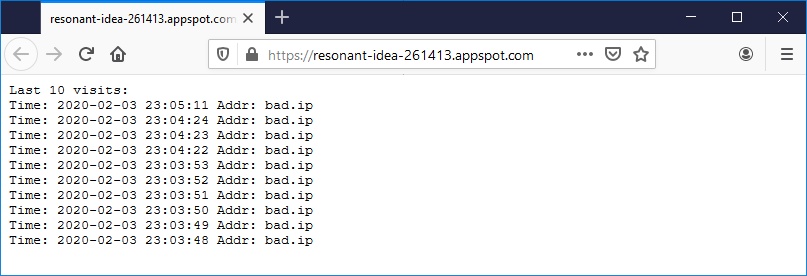 resonant-idea-261413.appspot.com
https://resonant-idea-261413.appspot.com
Last 10 visits:
Time: 2020-02-03 23:05:11 Addr: bad.ip
Time: 2020-02-03 23:04:24 Addr: bad.ip
Time: 2020-02-03 23:04:23 Addr: bad.ip
Time: 2020-02-03 23:04:22 Addr: bad.ip
Time: 2020-02-03 23:03:53 Addr: bad.ip
Time: 2020-02-03 23:03:52 Addr: bad.ip
Time: 2020-02-03 23:03:51 Addr: bad.ip
Time: 2020-02-03 23:03:50 Addr: bad.ip
Time: 2020-02-03 23:03:49 Addr: bad.ip
Time: 2020-02-03 23:03:48 Addr: bad.ip